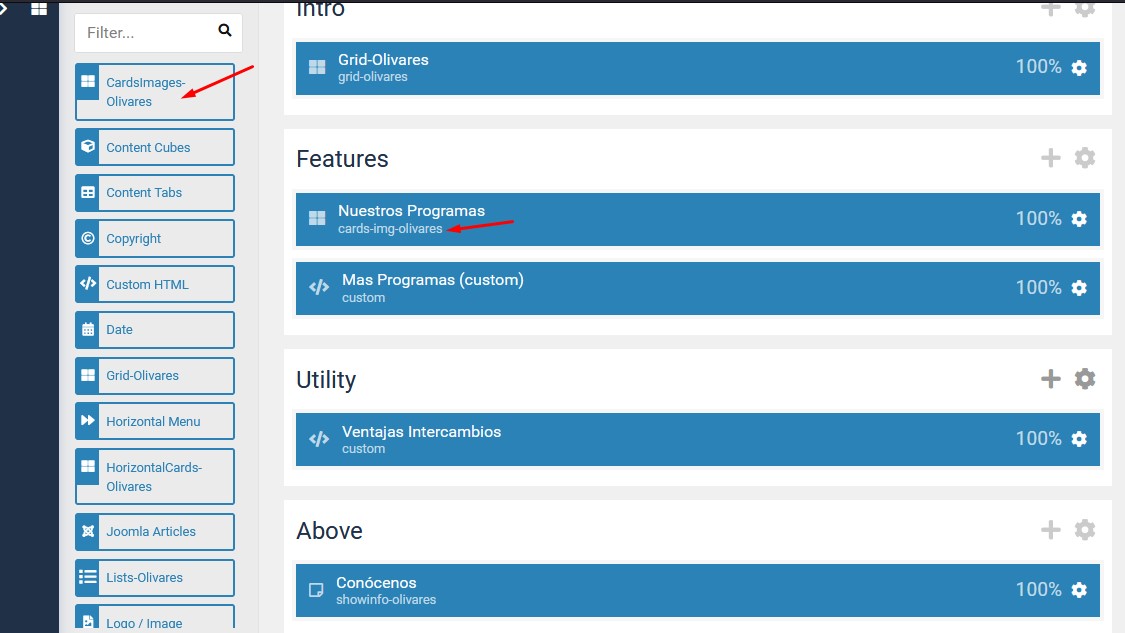 Filter...
CardsImages-
Olivares
Content Cubes
Content Tabs
Copyright
Custom HTML
Date
Grid-Olivares
Horizontal Menu
HorizontalCards-
Olivares
Joomla Articles
Lists-Olivares
Logo / Image
Intro
Grid-Olivares
grid-olivares
100%
Features
Nuestros Programas
cards-img-olivares
100%
Mas Programas (custom)
custom
100%
Utility
Ventajas Intercambios
custom
100%
Above
Conócenos
showinfo-olivares
100%